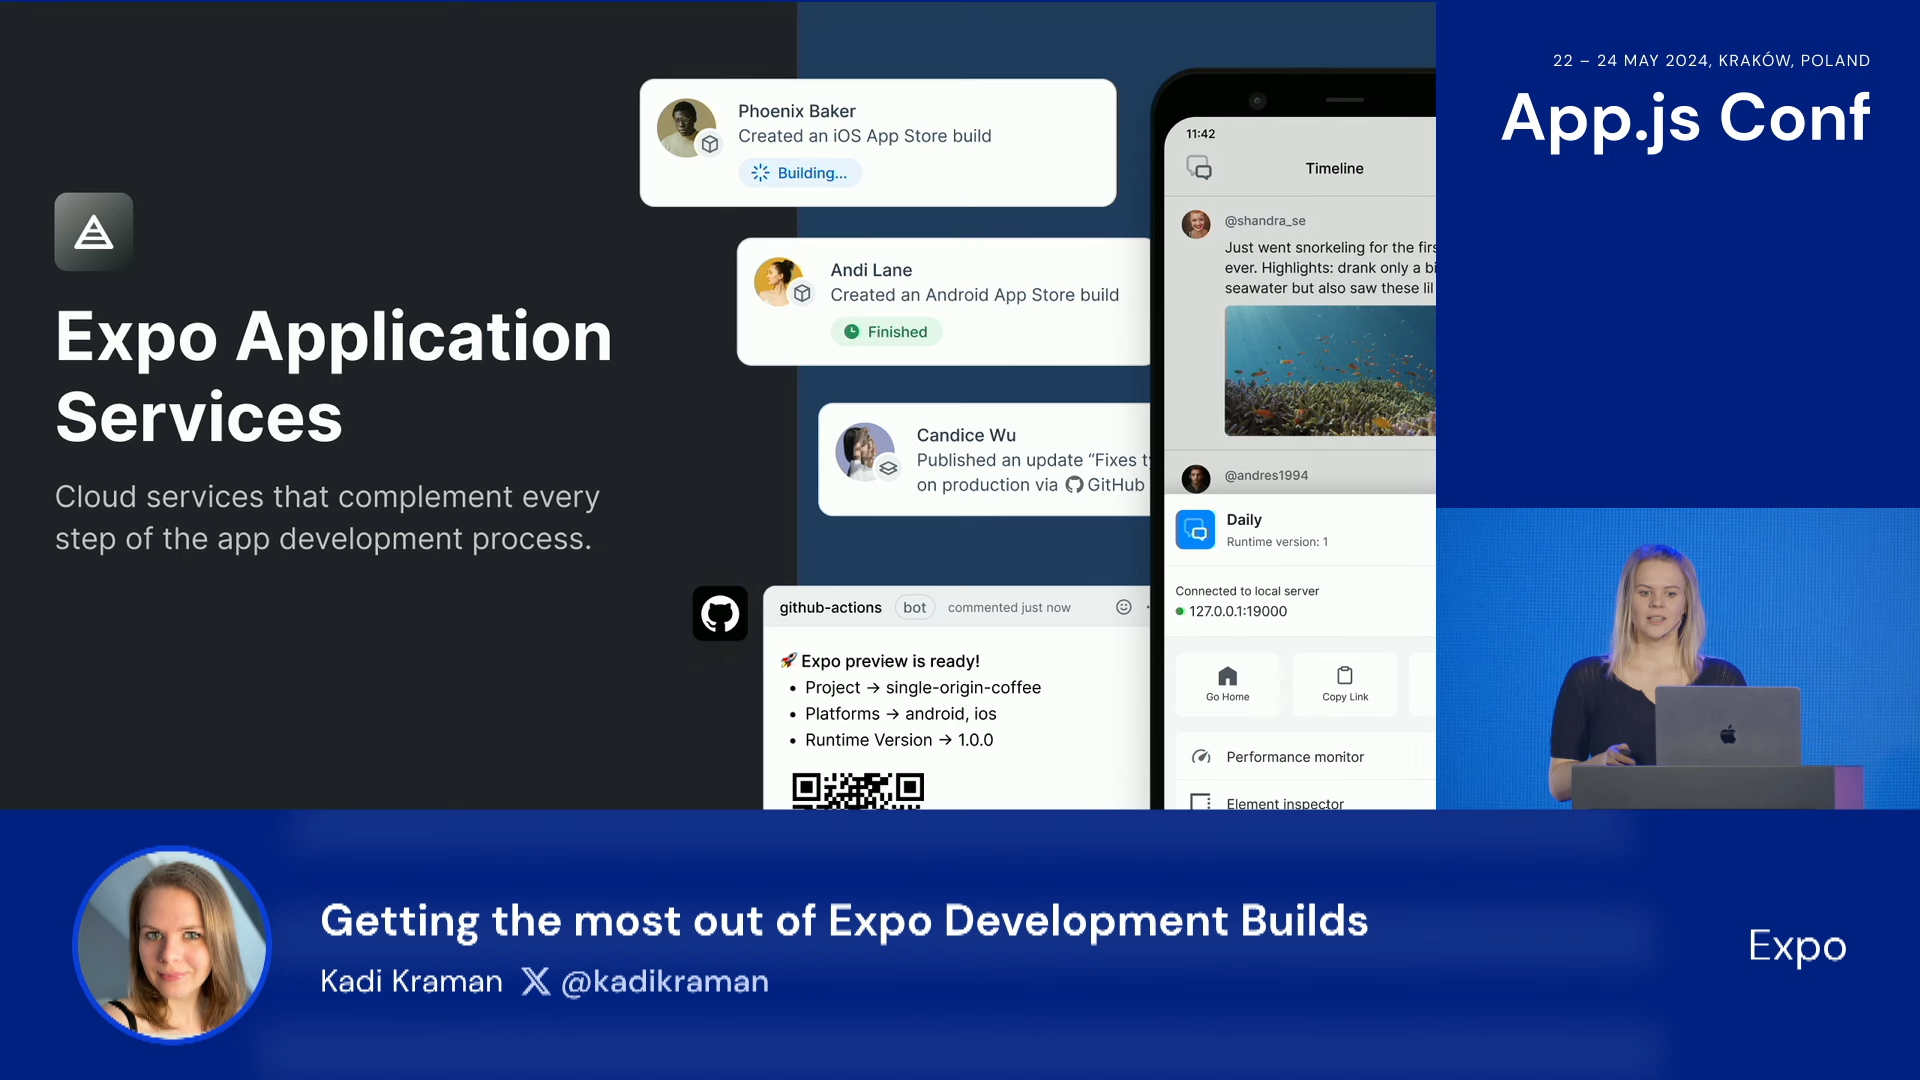 22 – 24 MAY 2024, KRAKÓW, POLAND
App.js Conf
Expo Application
Services
Cloud services that complement every
step of the app development process.
Phoenix Baker
Created an iOS App Store build
Building...
Andi Lane
Created an Android App Store build
Finished
Candice Wu
Published an update “Fixes
on production via GitHub
github-actions bot commented just now
🚀 Expo preview is ready!
• Project → single-origin-coffee
• Platforms → android, ios
• Runtime Version → 1.0.0
11:42
Timeline
@shandra_se
Just went snorkeling for the
ever. Highlights: drank only a
seawater but also saw these lil
@andres1994
Daily
Runtime version: 1
Connected to local server
127.0.0.1:19000
Go Home
Copy Link
Performance monitor
Element inspector
Getting the most out of Expo Development Builds
Kadi Kraman X @kadikraman
Expo